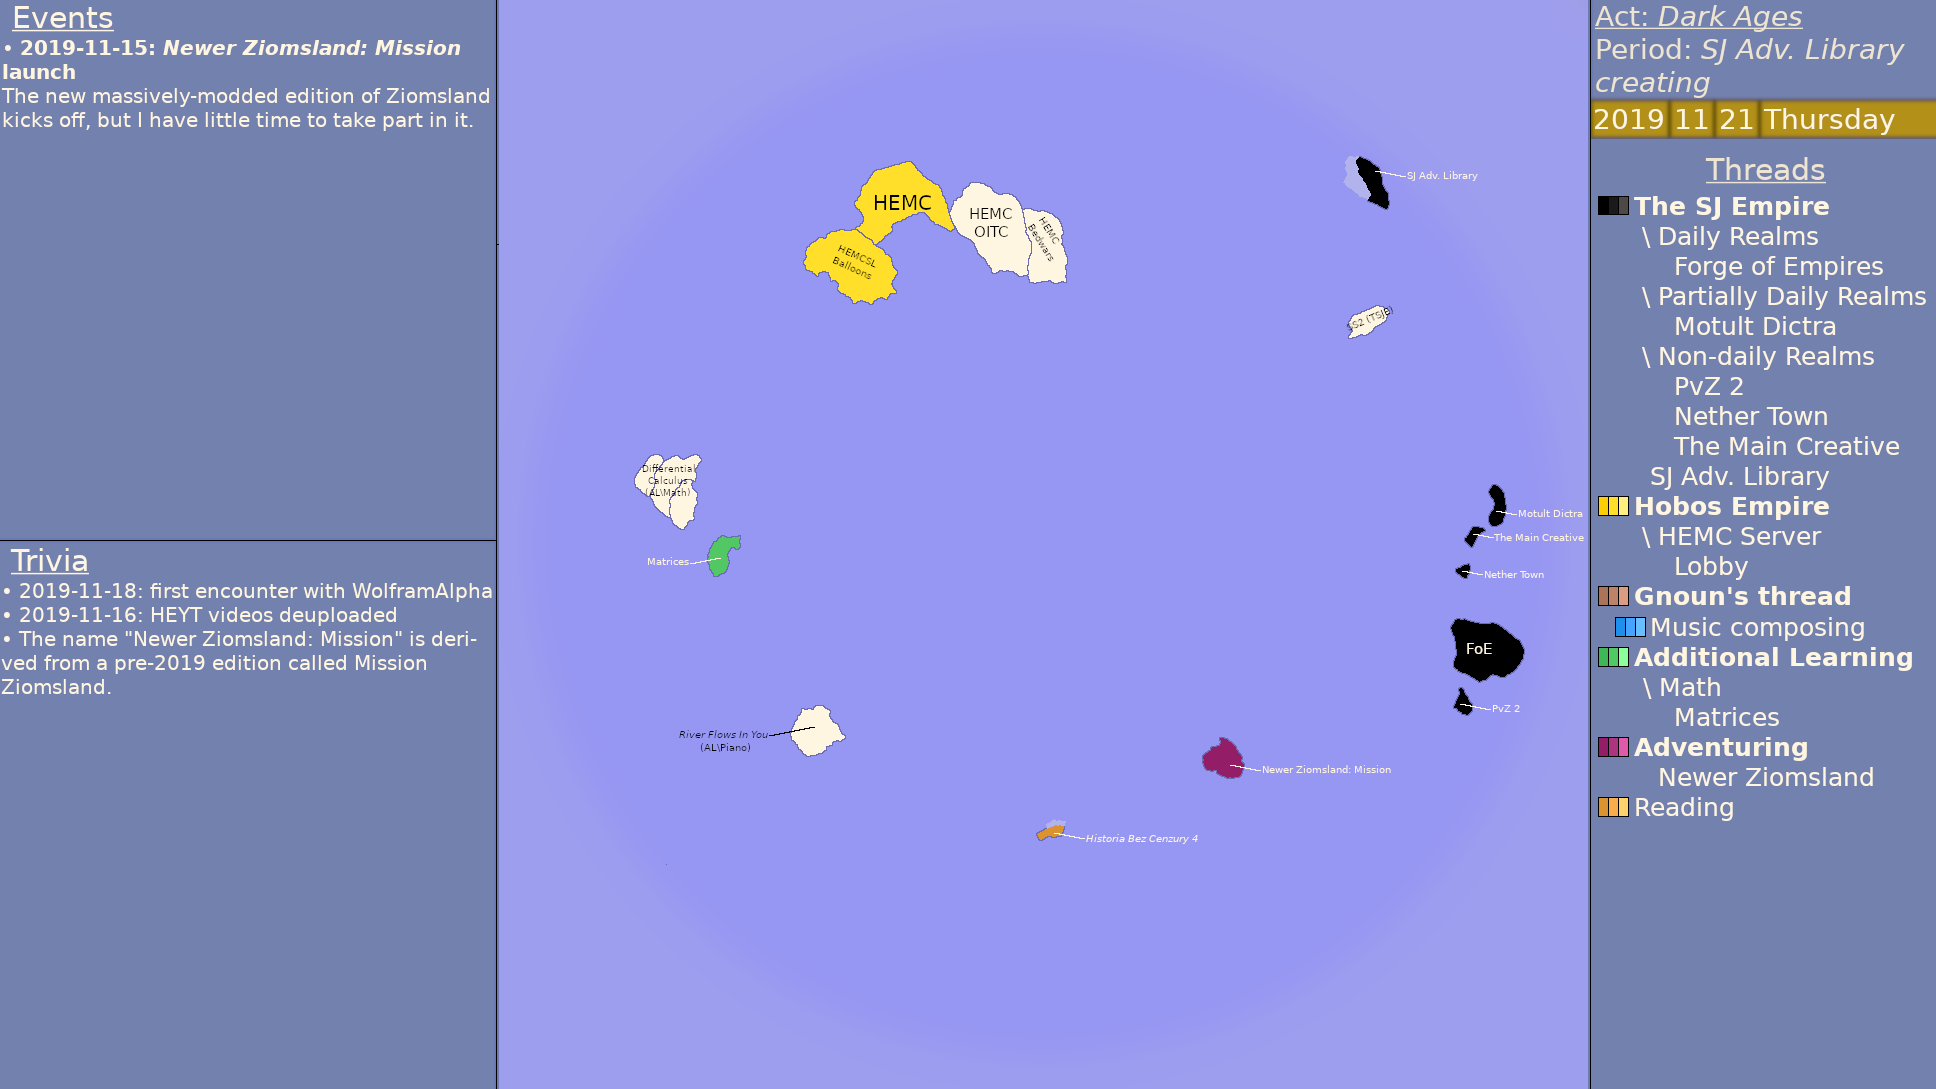 Events
• 2019-11-15: Newer Ziomsland: Mission
launch
The new massively-modded edition of Ziomsland
kicks off, but I have little time to take part in it.
Trivia
• 2019-11-18: first encounter with WolframAlpha
• 2019-11-16: HEYT videos deuploaded
• The name "Newer Ziomsland: Mission" is deri-
ved from a pre-2019 edition called Mission
Ziomsland.
HEMC
HEMC
OITC
HEMC
Bedwars
HEMCSL
Balloons
SJ Adv. Library
S2 (TSJE)
Differential
Calculus
(AL\Math)
Matrices
Motult Dictra
The Main Creative
Nether Town
FoE
PvZ 2
River Flows In You
(AL\Piano)
Newer Ziomsland: Mission
Historia Bez Cenzury 4
Act: Dark Ages
Period: SJ Adv. Library
creating
2019 11 21 Thursday
Threads
The SJ Empire
\ Daily Realms
Forge of Empires
\ Partially Daily Realms
Motult Dictra
\ Non-daily Realms
PvZ 2
Nether Town
The Main Creative
SJ Adv. Library
Hobos Empire
\ HEMC Server
Lobby
Gnoun's thread
Music composing
Additional Learning
\ Math
Matrices
Adventuring
Newer Ziomsland
Reading